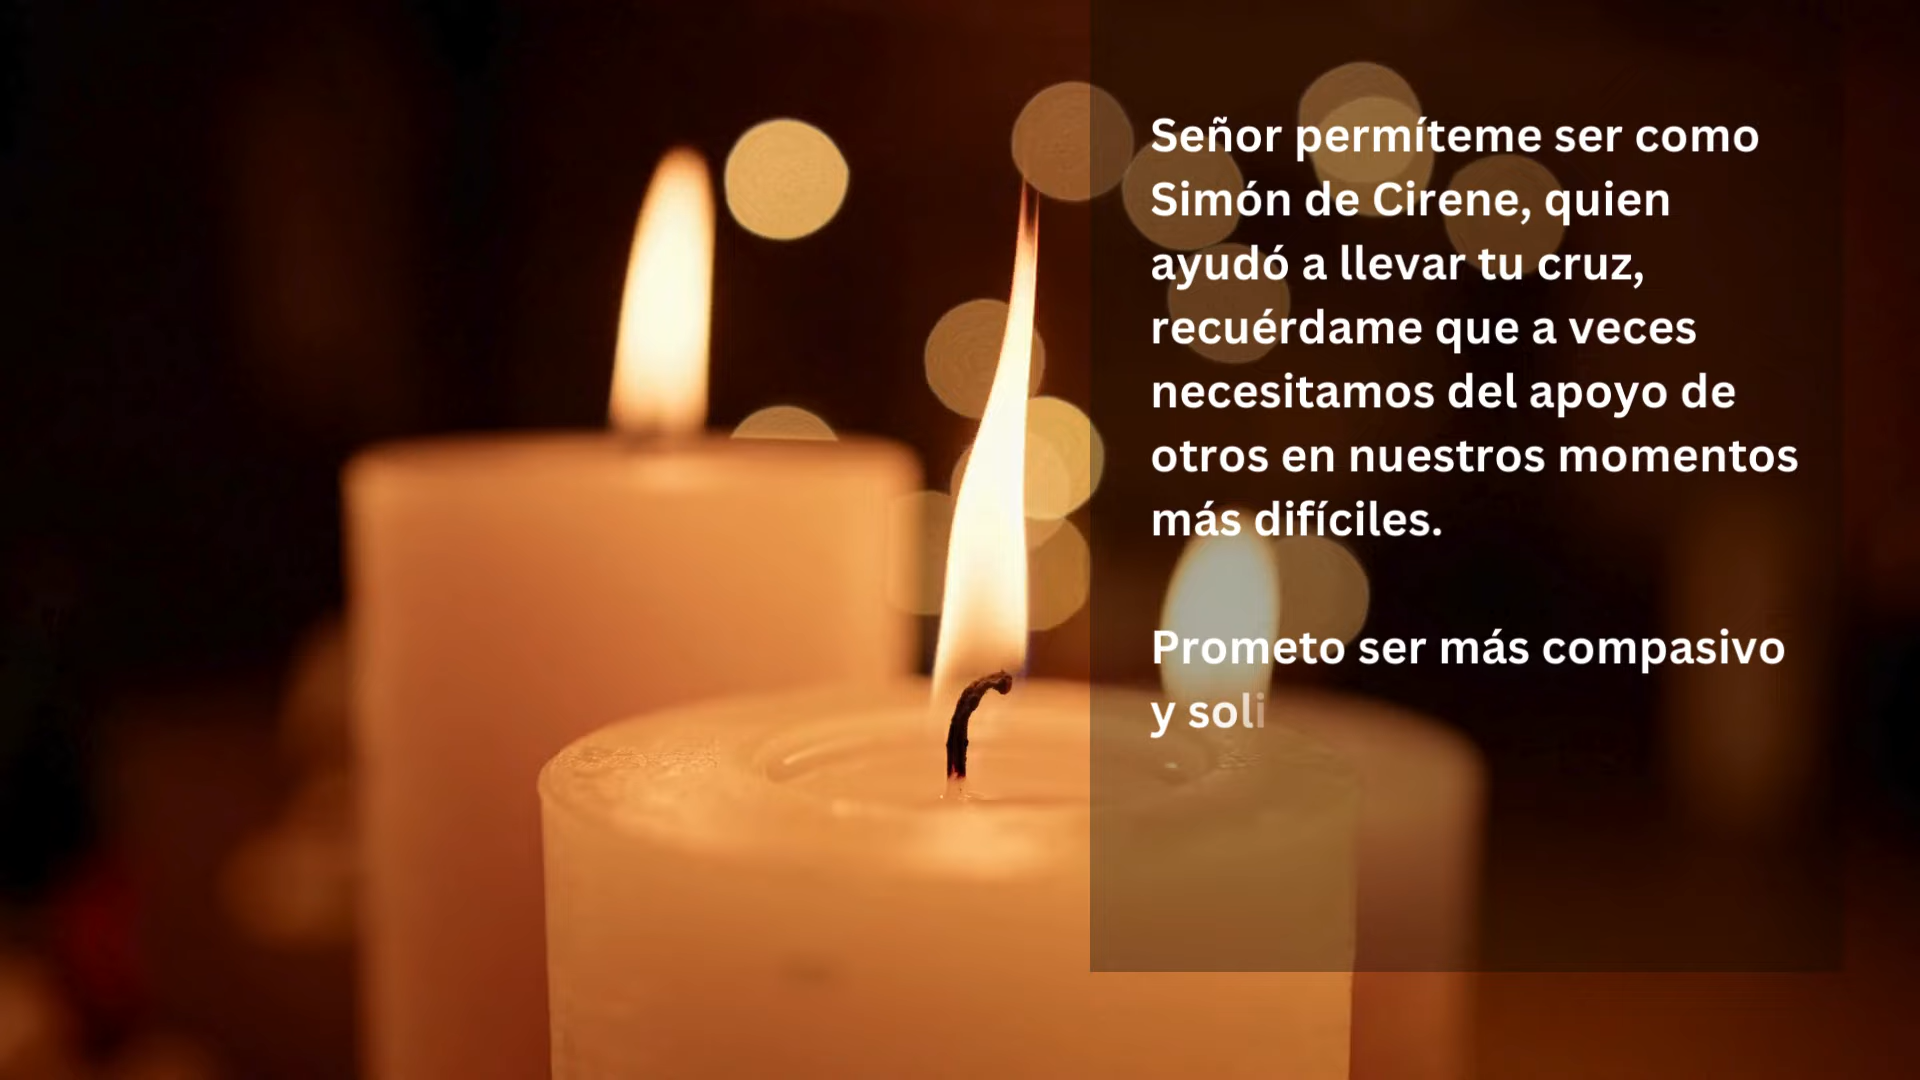 Señor permíteme ser como
Simón de Cirene, quien
ayudó a llevar tu cruz,
recuérdame que a veces
necesitamos del apoyo de
otros en nuestros momentos
más difíciles.
Prometo ser más compasivo
y soli